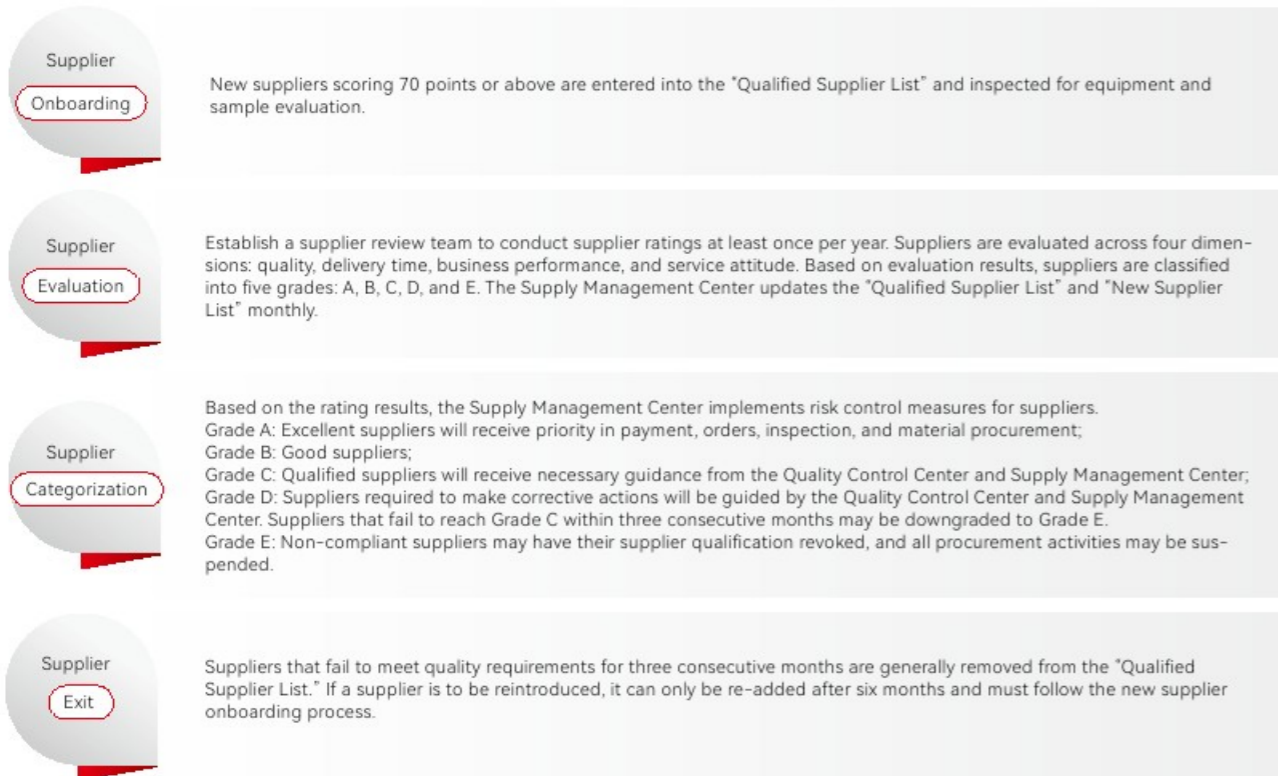 Supplier
Onboarding
New suppliers scoring 70 points or above are entered into the “Qualified Supplier List” and inspected for equipment and
sample evaluation.
Supplier
Evaluation
Establish a supplier review team to conduct supplier ratings at least once per year. Suppliers are evaluated across four dimen-
sions: quality, delivery time, business performance, and service attitude. Based on evaluation results, suppliers are classified
into five grades: A, B, C, D, and E. The Supply Management Center updates the “Qualified Supplier List” and “New Supplier
List” monthly.
Supplier
Categorization
Based on the rating results, the Supply Management Center implements risk control measures for suppliers.
Grade A: Excellent suppliers will receive priority in payment, orders, inspection, and material procurement;
Grade B: Good suppliers;
Grade C: Qualified suppliers will receive necessary guidance from the Quality Control Center and Supply Management Center;
Grade D: Suppliers required to make corrective actions will be guided by the Quality Control Center and Supply Management
Center. Suppliers that fail to reach Grade C within three consecutive months may be downgraded to Grade E.
Grade E: Non-compliant suppliers may have their supplier qualification revoked, and all procurement activities may be sus-
pended.
Supplier
Exit
Suppliers that fail to meet quality requirements for three consecutive months are generally removed from the “Qualified
Supplier List.” If a supplier is to be reintroduced, it can only be re-added after six months and must follow the new supplier
onboarding process.